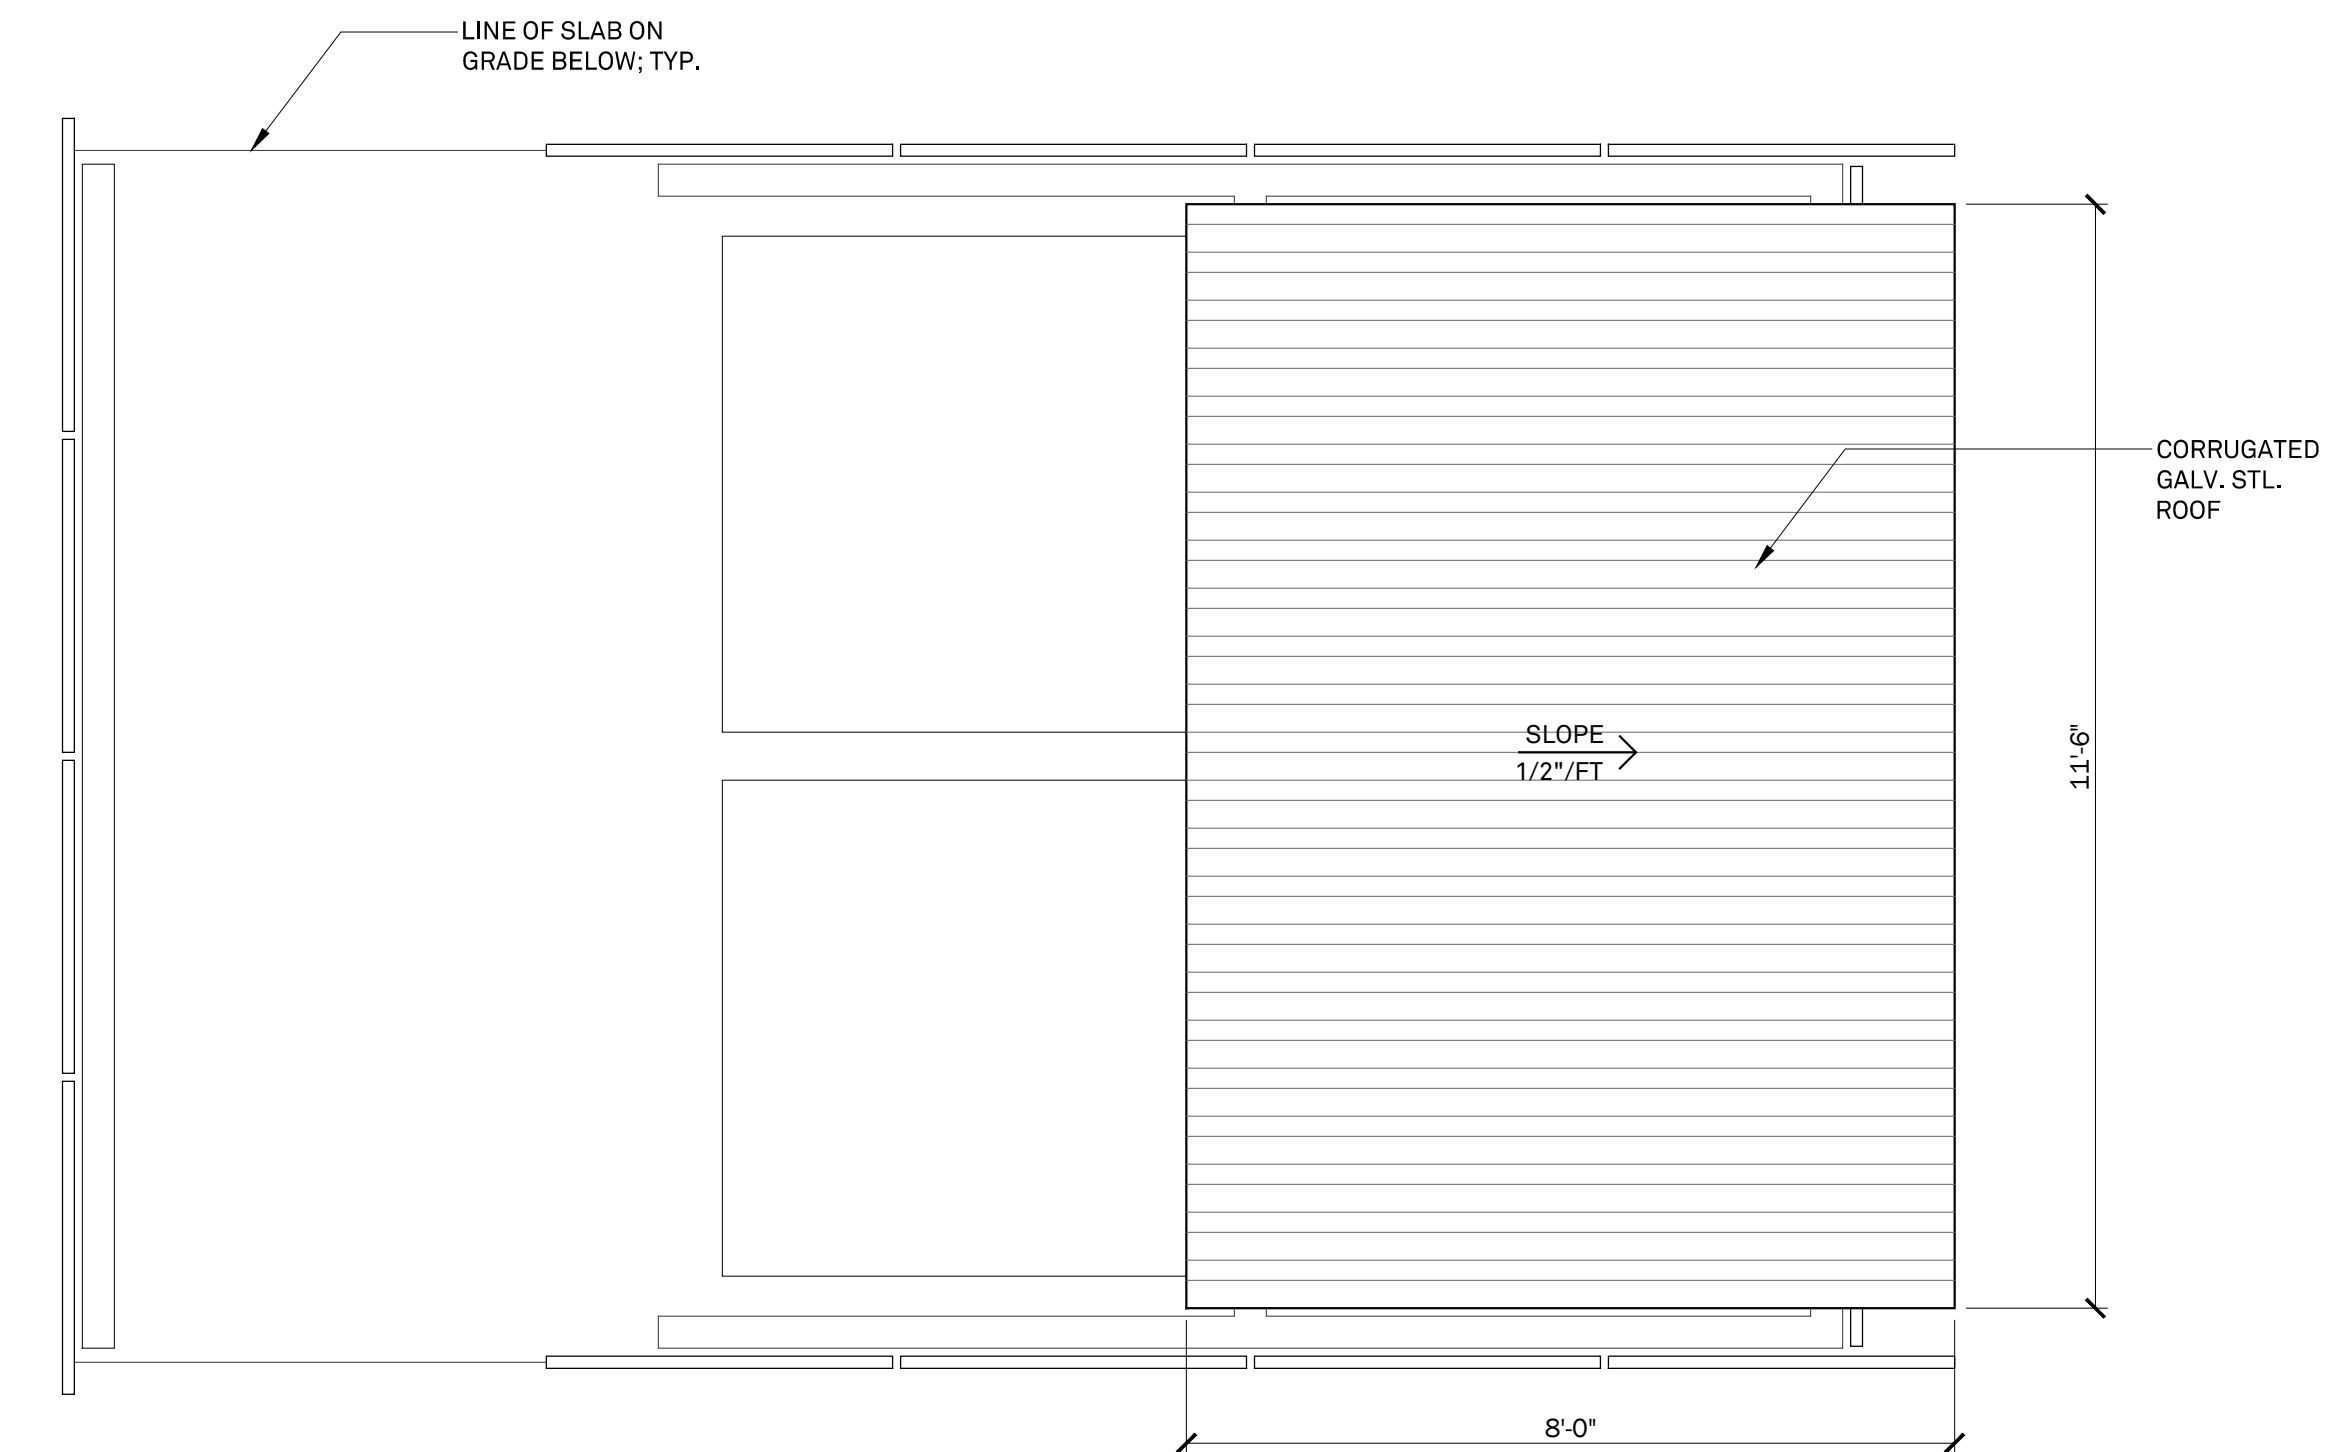 LINE OF SLAB ON
GRADE BELOW; TYP.
CORRUGATED
GALV. STL.
ROOF
SLOPE
1/2"/FT
11'-6"
8'-0"